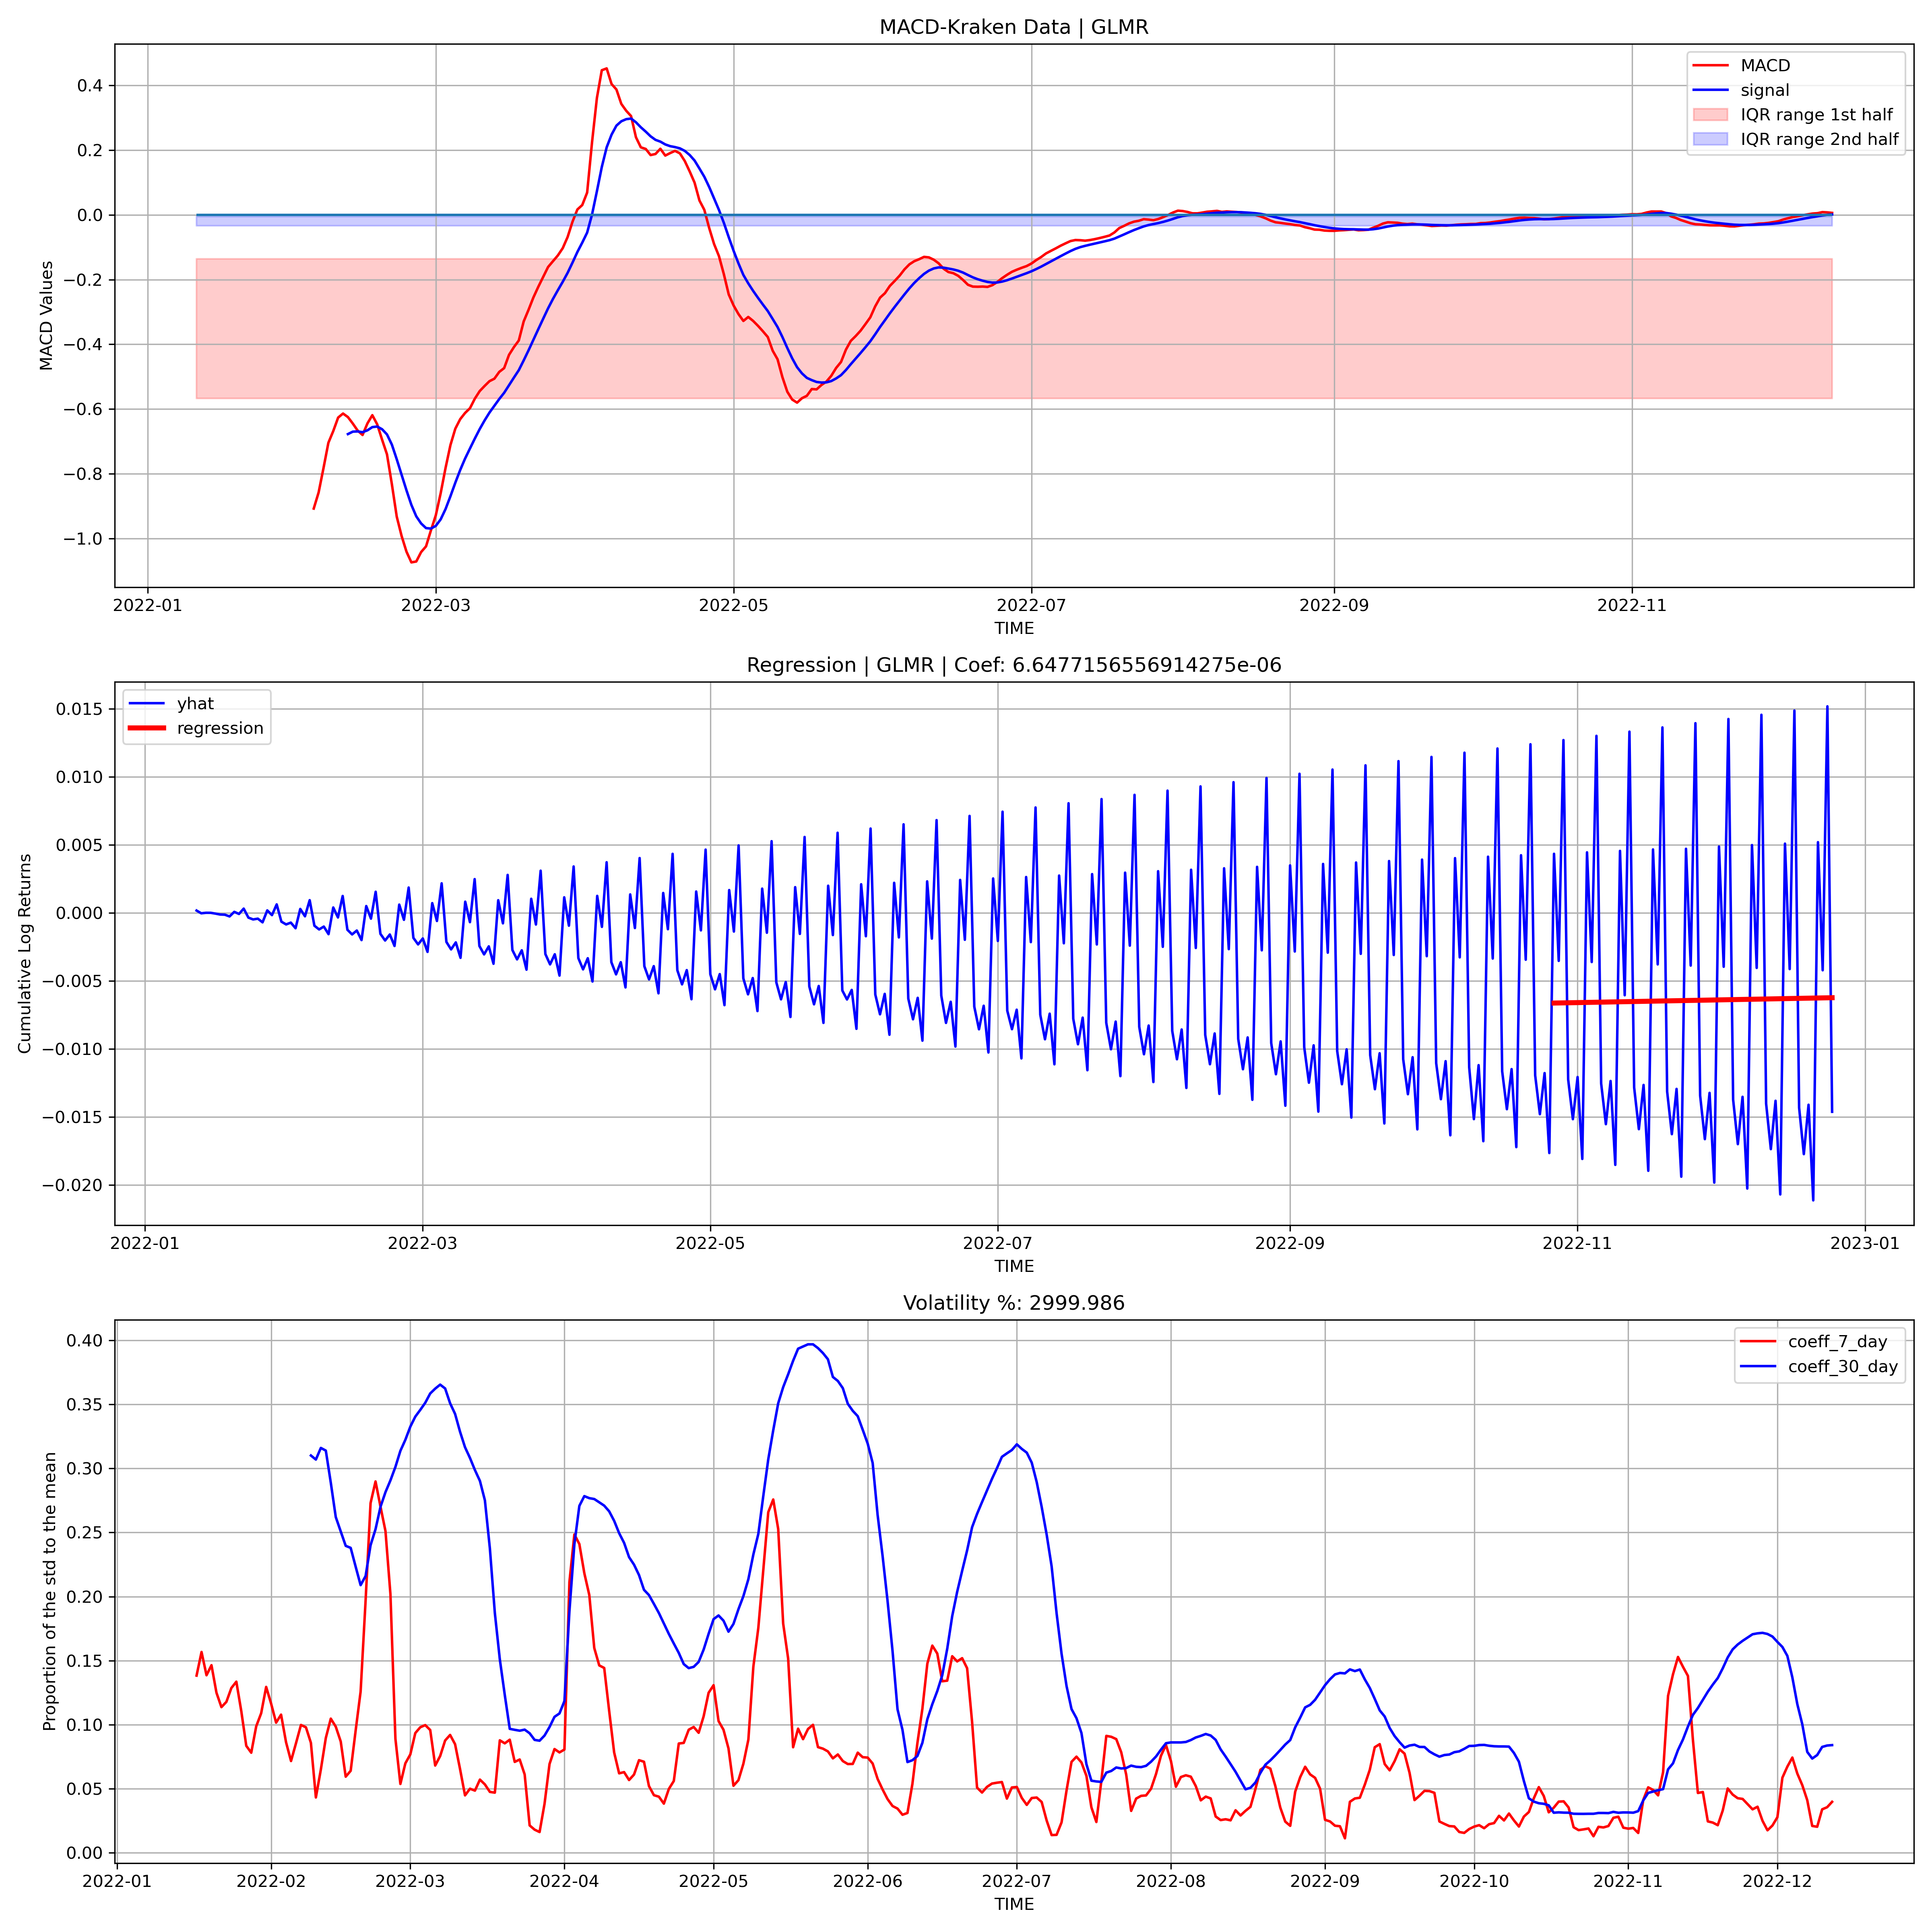 MACD-Kraken Data | GLMR
MACD
signal
IQR range 1st half
IQR range 2nd half
MACD Values
0.4
0.2
0.0
−0.2
−0.4
−0.6
−0.8
−1.0
2022-01 2022-03 2022-05 2022-07 2022-09 2022-11
TIME
Regression | GLMR | Coef: 6.6477156556914275e-06
yhat
regression
Cumulative Log Returns
0.015
0.010
0.005
0.000
−0.005
−0.010
−0.015
−0.020
2022-01 2022-03 2022-05 2022-07 2022-09 2022-11 2023-01
TIME
Volatility %: 2999.986
coeff_7_day
coeff_30_day
Proportion of the std to the mean
0.40
0.35
0.30
0.25
0.20
0.15
0.10
0.05
0.00
2022-01 2022-02 2022-03 2022-04 2022-05 2022-06 2022-07 2022-08 2022-09 2022-10 2022-11 2022-12
TIME